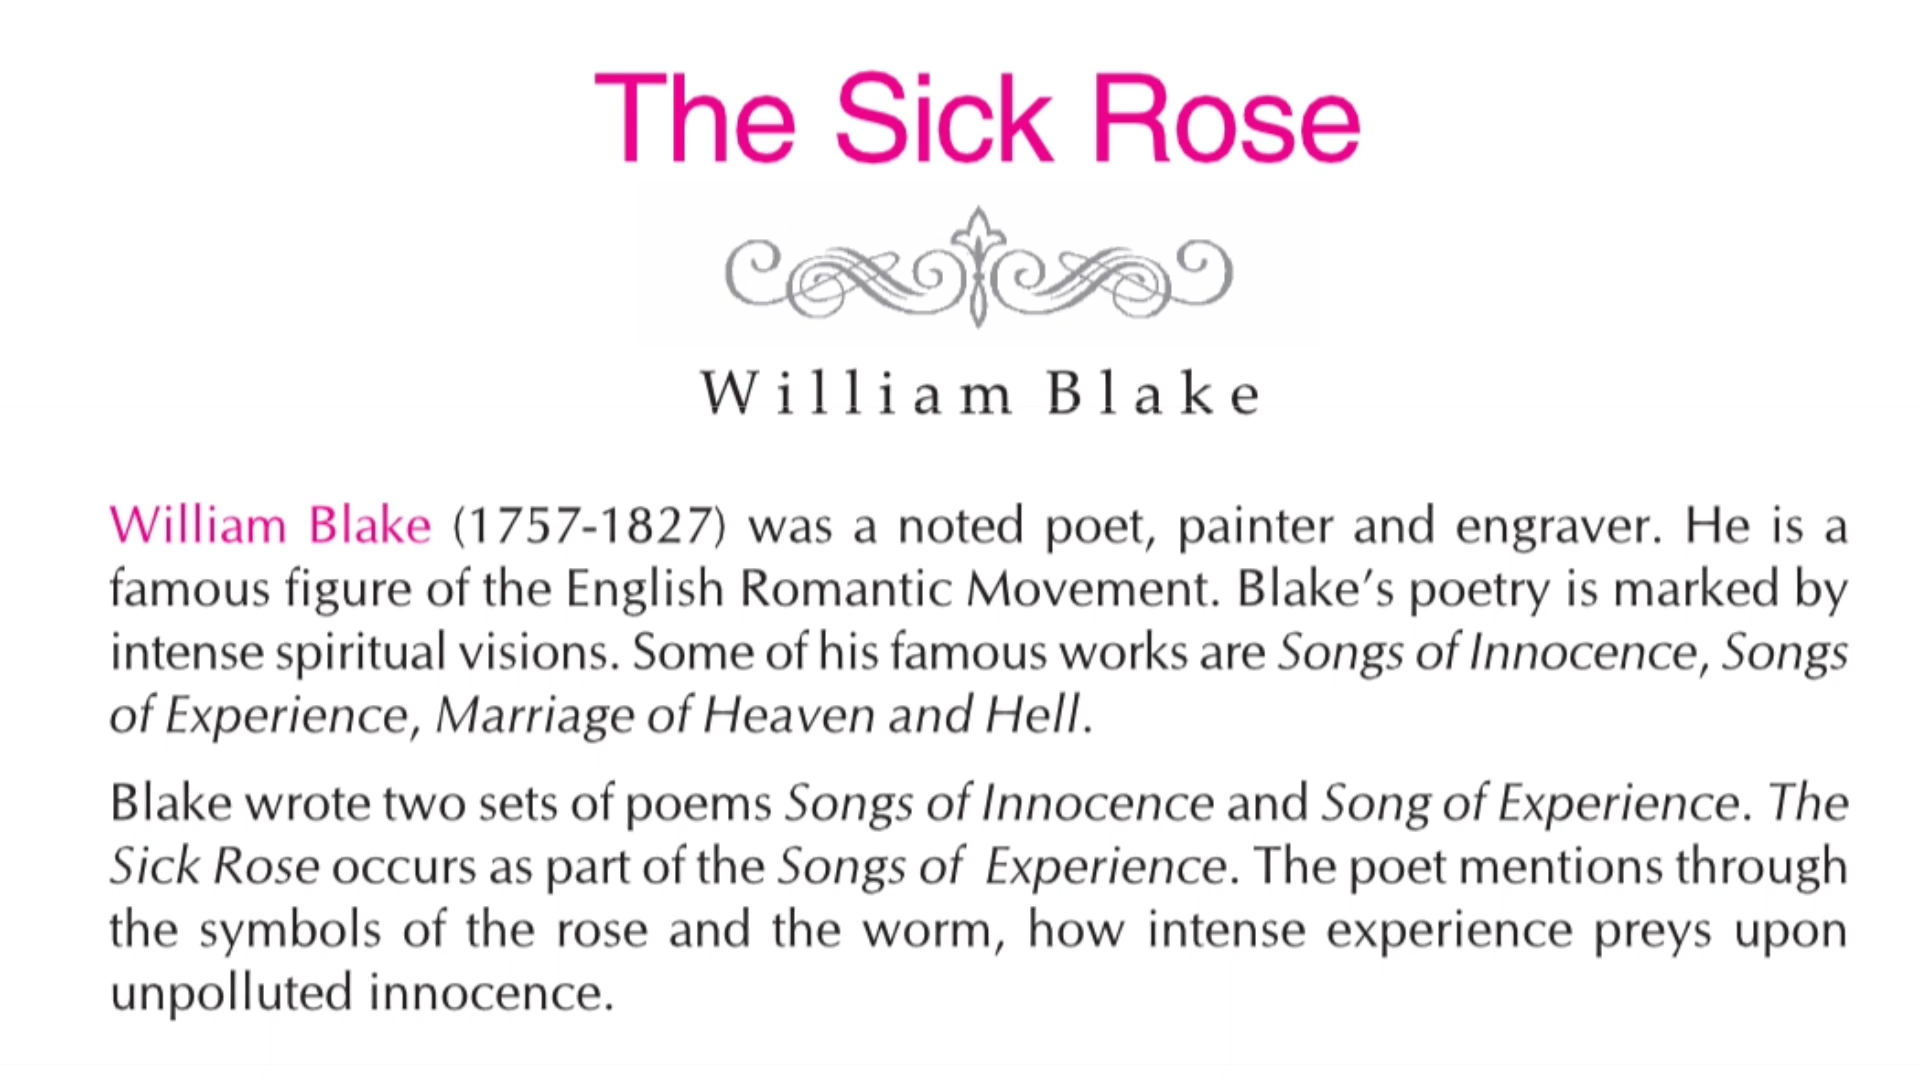 The Sick Rose
William Blake
William Blake (1757-1827) was a noted poet, painter and engraver. He is a
famous figure of the English Romantic Movement. Blake's poetry is marked by
intense spiritual visions. Some of his famous works are Songs of Innocence, Songs
of Experience, Marriage of Heaven and Hell.
Blake wrote two sets of poems Songs of Innocence and Song of Experience. The
Sick Rose occurs as part of the Songs of Experience. The poet mentions through
the symbols of the rose and the worm, how intense experience preys upon
unpolluted innocence.